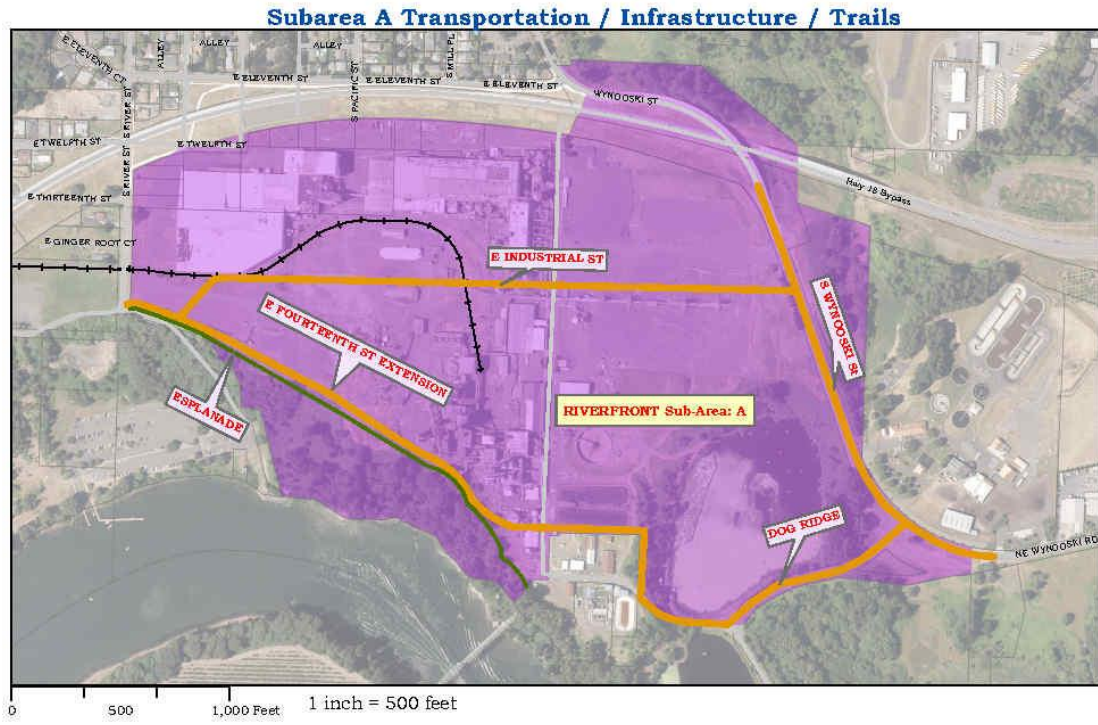 Subarea A Transportation / Infrastructure / Trails
E ELEVENTH CT
ALLEY
ALLEY
ALLEY
S RIVER ST
E ELEVENTH ST
S PACIFIC ST
E ELEVENTH ST
S MILL PL
E ELEVENTH ST
WYNOOSKI ST
E TWELFTH ST
S RIVER ST
E TWELFTH ST
Hwy 18 Bypass
E THIRTEENTH ST
E GINGER ROOT CT
E INDUSTRIAL ST
E FOURTEENTH ST EXTENSION
S WYNOOSKI St
ESPLANADE
RIVERFRONT Sub-Area: A
DOG RIDGE
NE WYNOOSKI RD
0 500 1,000 Feet
1 inch = 500 feet